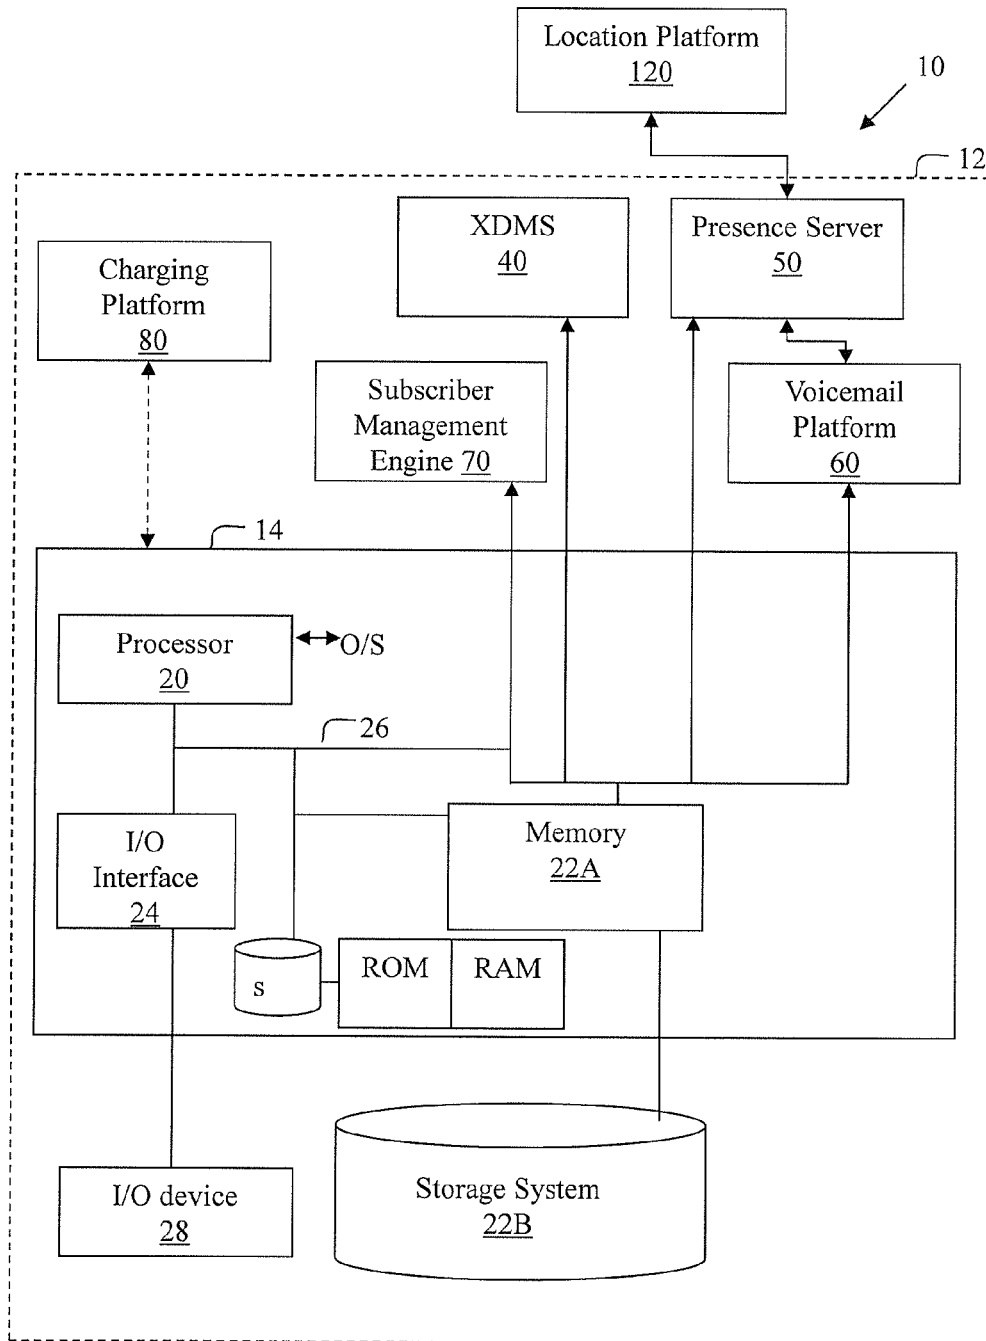 Location Platform
120
10
12
XDMS
40
Presence Server
50
Charging
Platform
80
Subscriber
Management
Engine 70
Voicemail
Platform
60
14
Processor
20
O/S
26
I/O
Interface
24
Memory
22A
s
ROM
RAM
I/O device
28
Storage System
22B